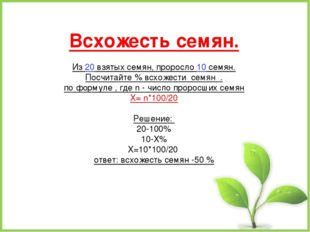 Всхожесть семян.
Из 20 взятых семян, проросло 10 семян.
Посчитайте % всхожести семян .
по формуле , где n - число проросших семян
X= n*100/20
Решение:
20-100%
10-X%
X=10*100/20
ответ: всхожесть семян -50 %